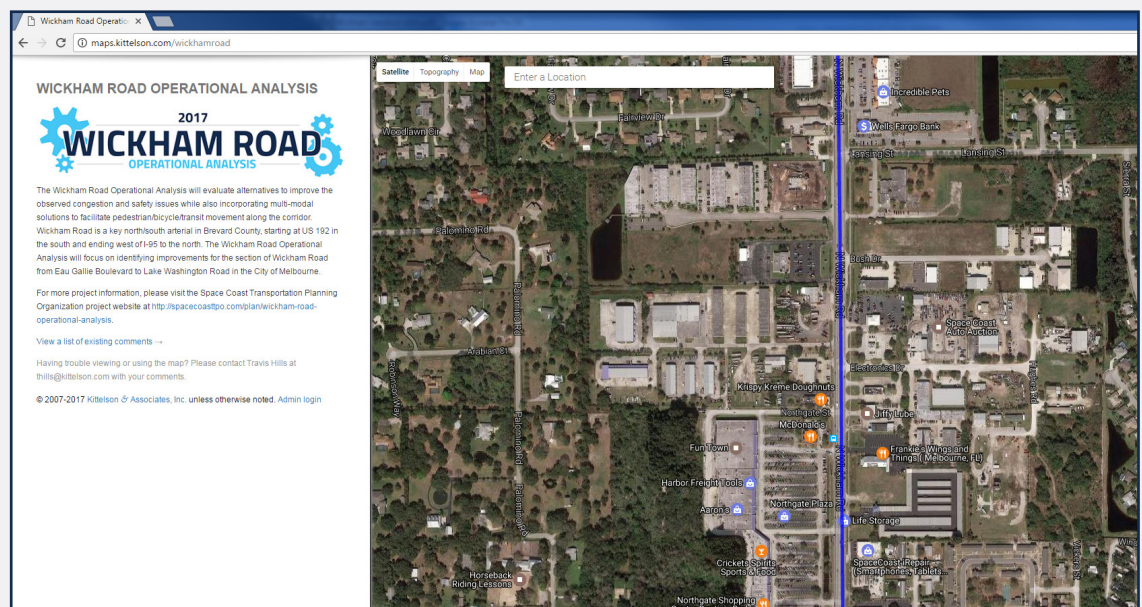 Wickham Road Operatio
maps.kittelson.com/wickhamroad
WICKHAM ROAD OPERATIONAL ANALYSIS
2017
WICKHAM ROAD
OPERATIONAL ANALYSIS
The Wickham Road Operational Analysis will evaluate alternatives to improve the
observed congestion and safety issues while also incorporating multi-modal
solutions to facilitate pedestrian/bicycle/transit movement along the corridor.
Wickham Road is a key north/south arterial in Brevard County, starting at US 192 in
the south and ending west of I-95 to the north. The Wickham Road Operational
Analysis will focus on identifying improvements for the section of Wickham Road
from Eau Gallie Boulevard to Lake Washington Road in the City of Melbourne.
For more project information, please visit the Space Coast Transportation Planning
Organization project website at http://spacecoasttpo.com/plan/wickham-road-
operational-analysis.
View a list of existing comments →
Having trouble viewing or using the map? Please contact Travis Hills at
thills@kittelson.com with your comments.
© 2007-2017 Kittelson & Associates, Inc. unless otherwise noted. Admin login
Satellite Topography Map
Enter a Location
Incredible Pets
Fairview Dr
Woodlawn Cir
Wells Fargo Bank
Lansing St
Lansing St
Palomino Rd
Bush Dr
Palomino Rd
Space Coast
Auto Auction
Arabian Ct
Electronics Dr
Robinson Way
Krispy Kreme Doughnuts
Northgate St
Jiffy Lube
McDonald's
Palomino Rd
Fun Town
Frankie's Wings and
Things ( Melbourne, FL)
Harbor Freight Tools
Aaron's
Northgate Plaza
Life Storage
Palomino Rd
Crickets Spirits
Sports & Food
SpaceCoast iRepair
(Smartphones, Tablets...
Horseback
Riding Lessons
Northgate Shopping